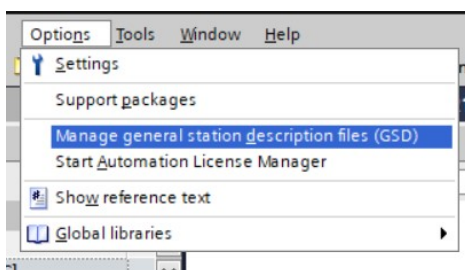 Options Tools Window Help
Settings
Support packages
Manage general station description files (GSD)
Start Automation License Manager
Show reference text
Global libraries